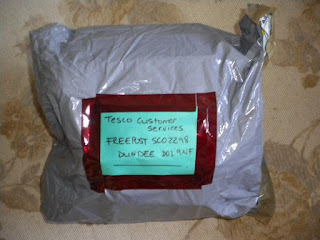 Tesco Customer
services
FREEPOST SCO2298
DUNDEE DD1 9NF